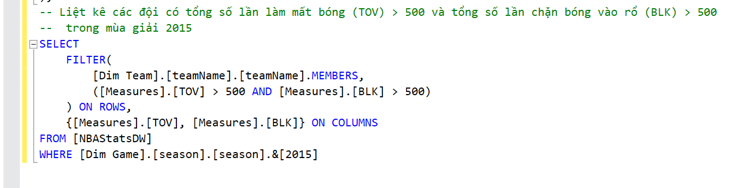 -- Liệt kê các đội có tổng số lần làm mất bóng (TOV) > 500 và tổng số lần chặn bóng vào rổ (BLK) > 500
--  trong mùa giải 2015
SELECT
    FILTER(
        [Dim Team].[teamName].[teamName].MEMBERS,
        ([Measures].[TOV] > 500 AND [Measures].[BLK] > 500)
    ) ON ROWS,
    {[Measures].[TOV], [Measures].[BLK]} ON COLUMNS
FROM [NBAStatsDW]
WHERE [Dim Game].[season].[season].&[2015]